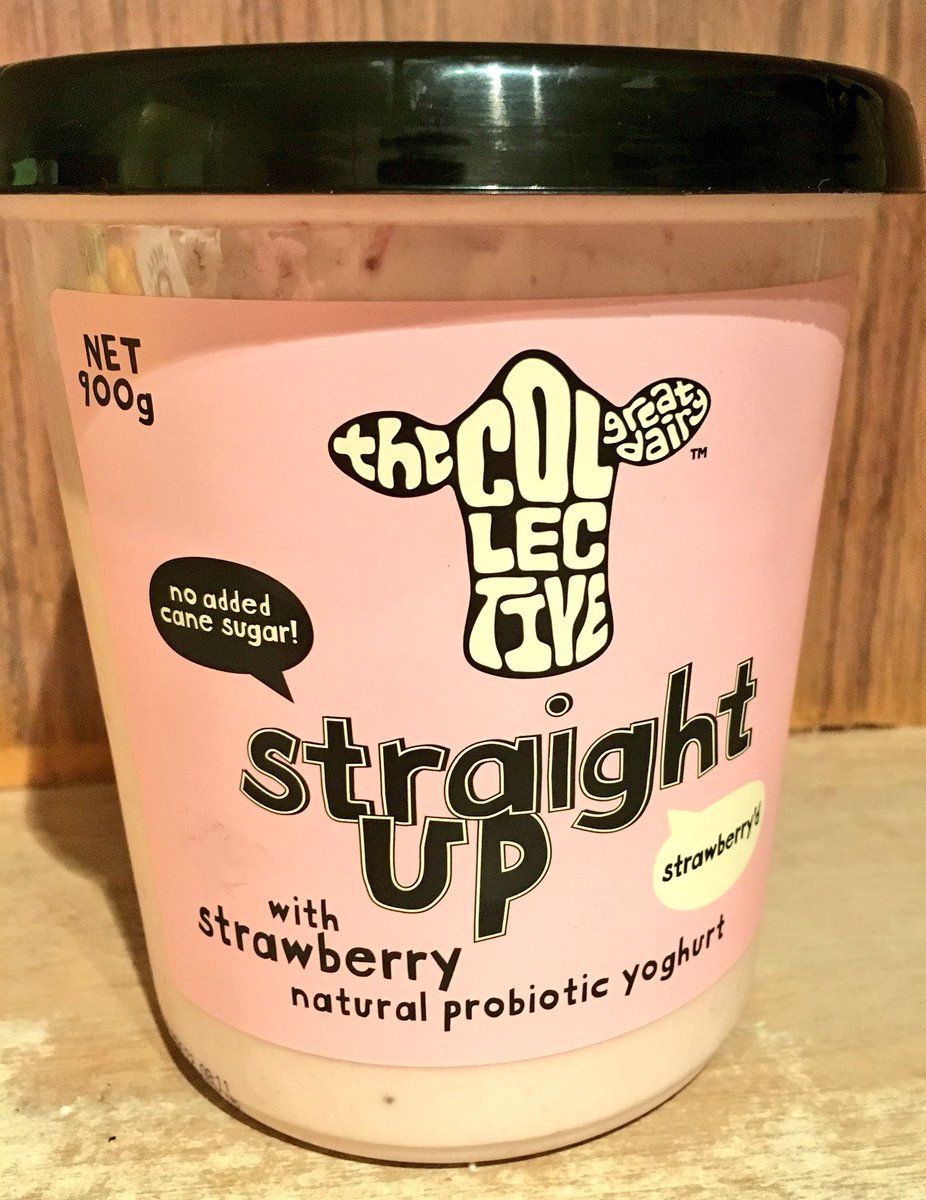 NET
900g
the
COL
LEC
TIVE
great
dairy
TM
no added
cane sugar!
straight
up
strawberry'd
with
strawberry
natural probiotic yoghurt